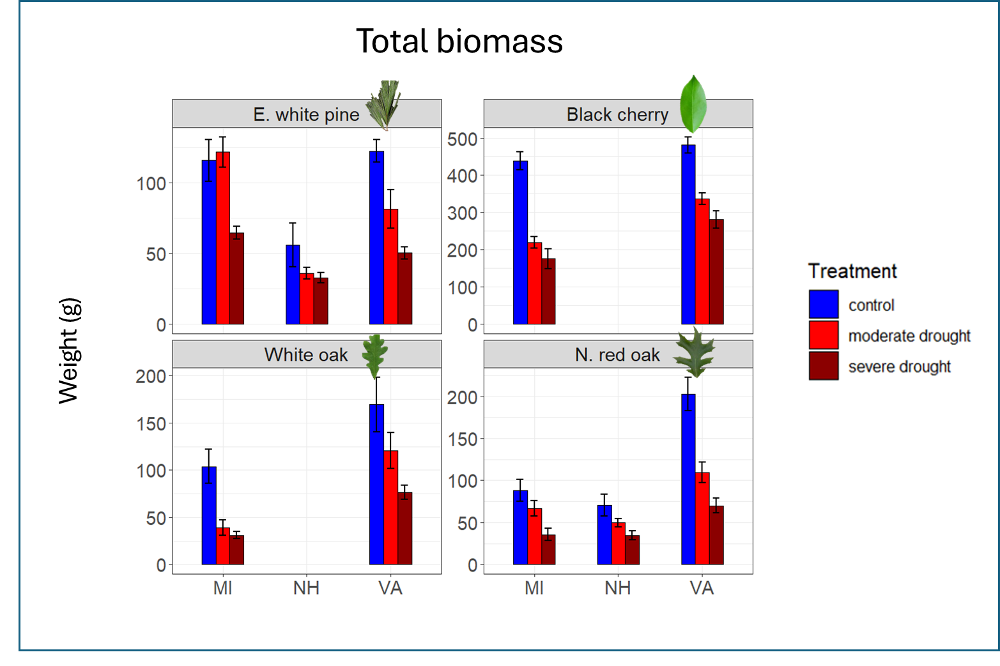 Total biomass
E. white pine
Black cherry
100
50
0
500
400
300
200
100
0
Weight (g)
White oak
N. red oak
200
150
100
50
0
200
150
100
50
0
MI NH VA
MI NH VA
Treatment
control
moderate drought
severe drought